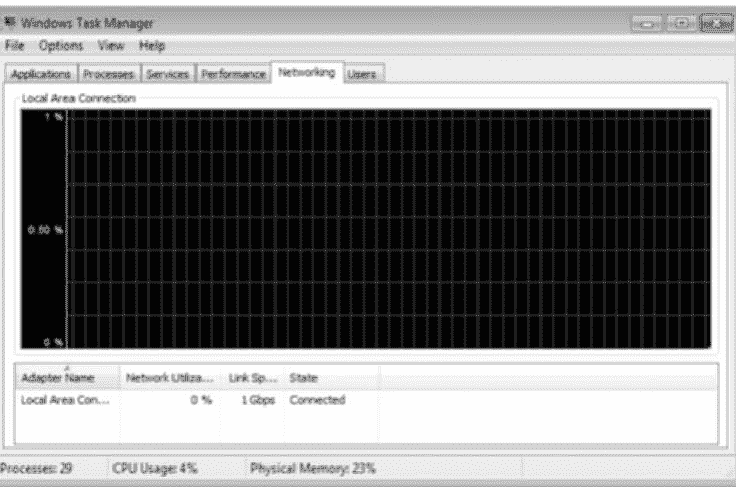 Windows Task Manager
File Options View Help
Applications Processes Services Performance Networking Users
Local Area Connection
1 %
0.50 %
0 %
Adapter Name Network Utiliza... Link Sp... State
Local Area Con... 0 % 1 Gbps Connected
Processes: 29 CPU Usage: 4% Physical Memory: 23%